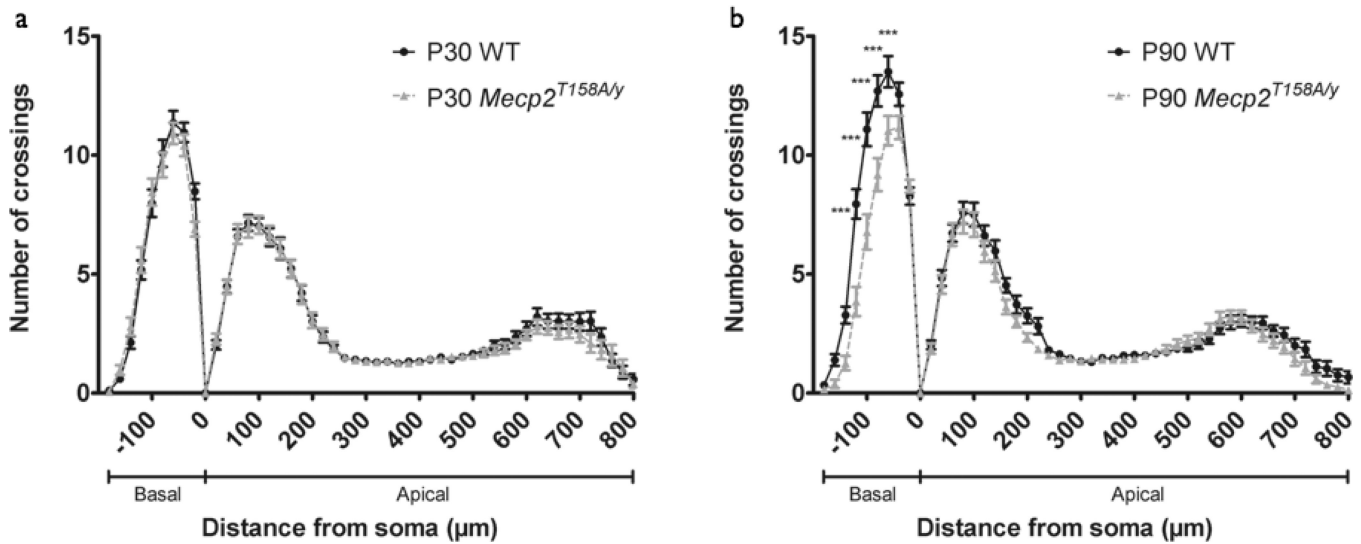 a
Number of crossings
15
10
5
0
P30 WT
P30 Mecp2T158A/y
-100 0 100 200 300 400 500 600 700 800
Basal Apical
Distance from soma (µm)
b
Number of crossings
15
10
5
0
P90 WT
P90 Mecp2T158A/y
***
***
***
***
***
***
-100 0 100 200 300 400 500 600 700 800
Basal Apical
Distance from soma (µm)